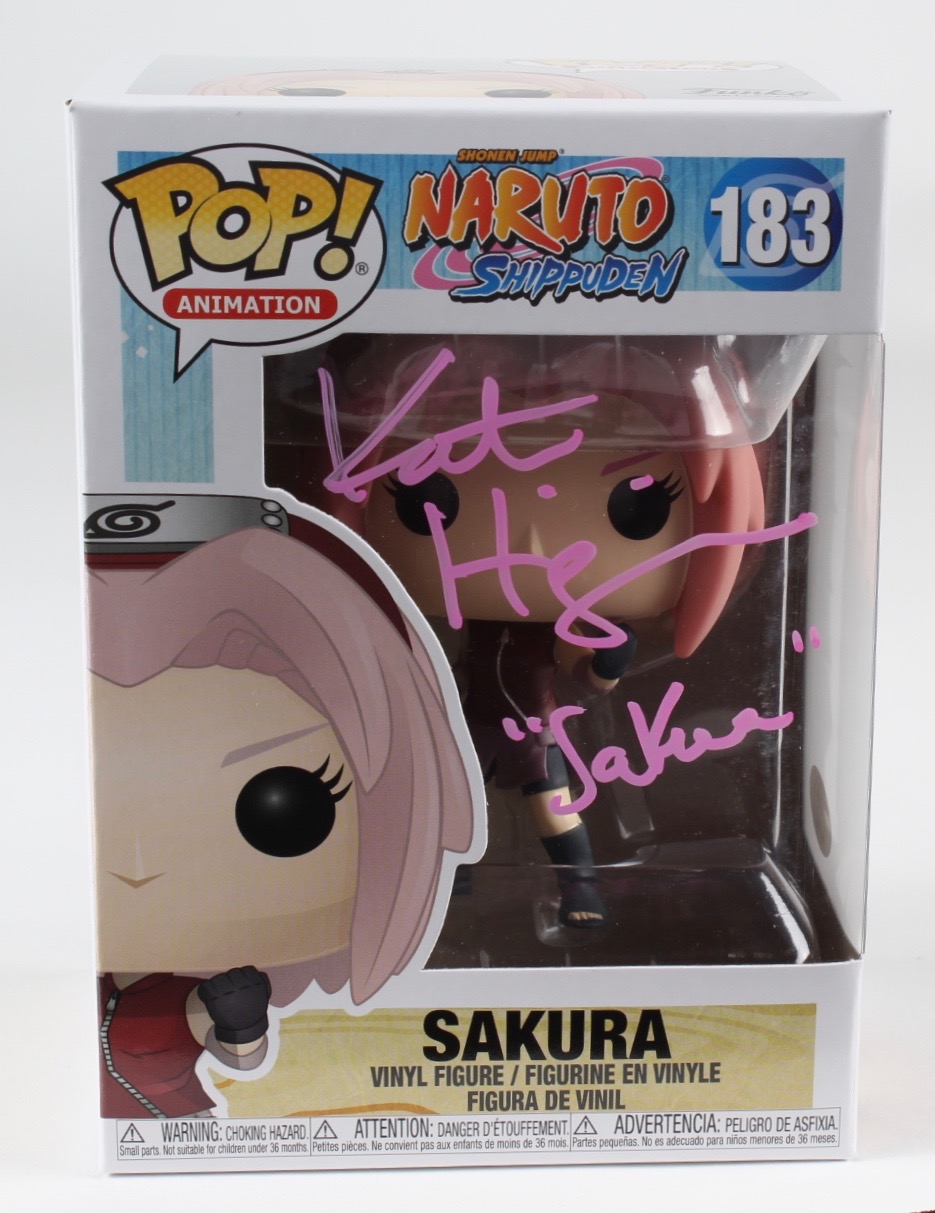 SHONEN JUMP®
POP!®
ANIMATION
NARUTO
SHIPPUDEN
183
Kate Higgins
"Sakura"
SAKURA
VINYL FIGURE / FIGURINE EN VINYLE
FIGURA DE VINIL
WARNING: CHOKING HAZARD.
Small parts. Not suitable for children under 36 months.
ATTENTION: DANGER D'ÉTOUFFEMENT.
Petites pièces. Ne convient pas aux enfants de moins de 36 mois.
ADVERTENCIA: PELIGRO DE ASFIXIA.
Partes pequeñas. No es adecuado para niños menores de 36 meses.